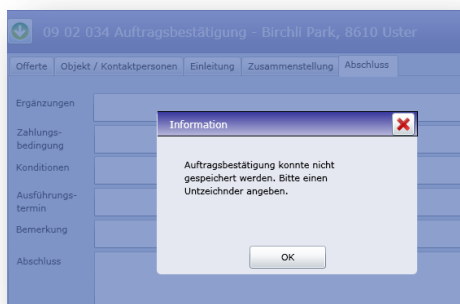 09 02 034 Auftragsbestätigung - Birchli Park, 8610 Uster
Offerte Objekt / Kontaktpersonen Einleitung Zusammenstellung Abschluss
Ergänzungen
Zahlungs-
bedingung
Konditionen
Ausführungs-
termin
Bemerkung
Abschluss
Information
Auftragsbestätigung konnte nicht
gespeichert werden. Bitte einen
Untzeichnder angeben.
OK